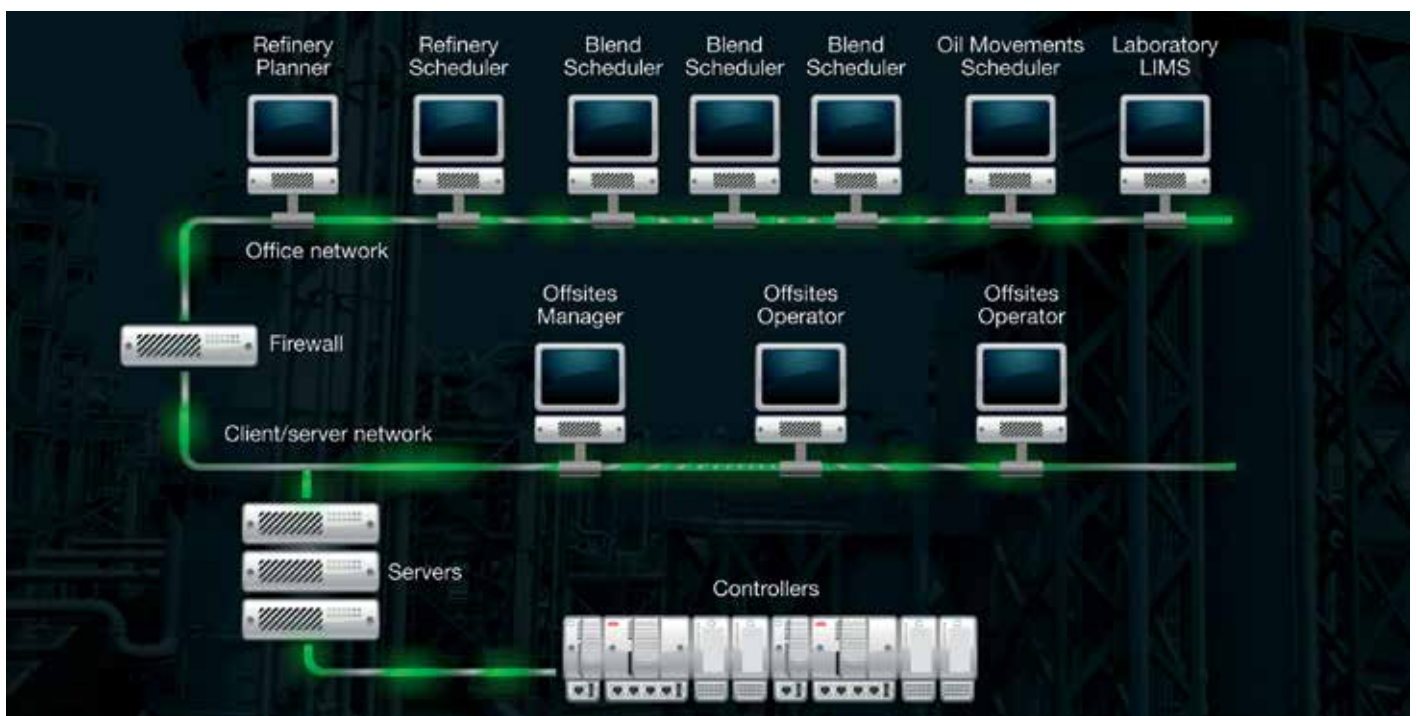 Refinery
Planner
Refinery
Scheduler
Blend
Scheduler
Blend
Scheduler
Blend
Scheduler
Oil Movements
Scheduler
Laboratory
LIMS
Office network
Offsites
Manager
Offsites
Operator
Offsites
Operator
Firewall
Client/server network
Servers
Controllers